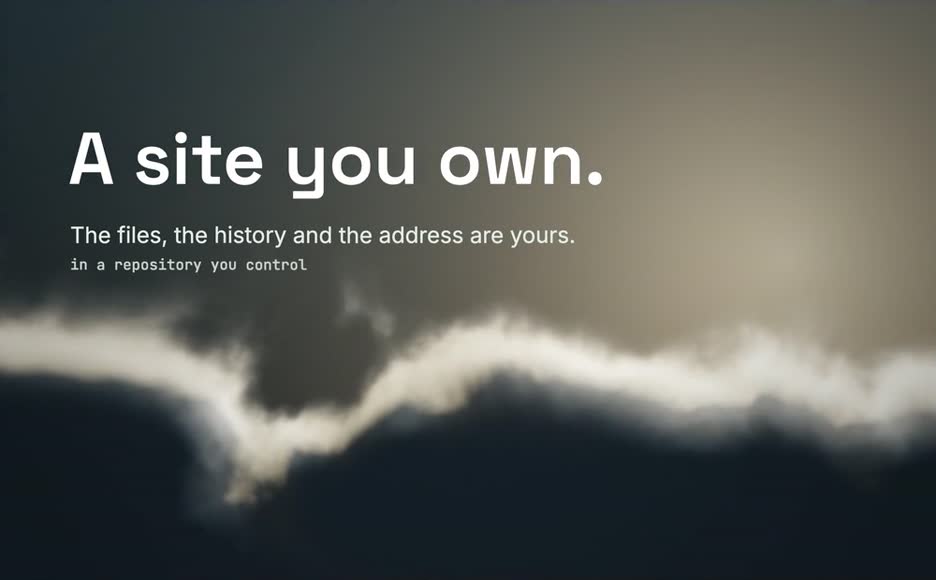 A site you own.
The files, the history and the address are yours.
in a repository you control